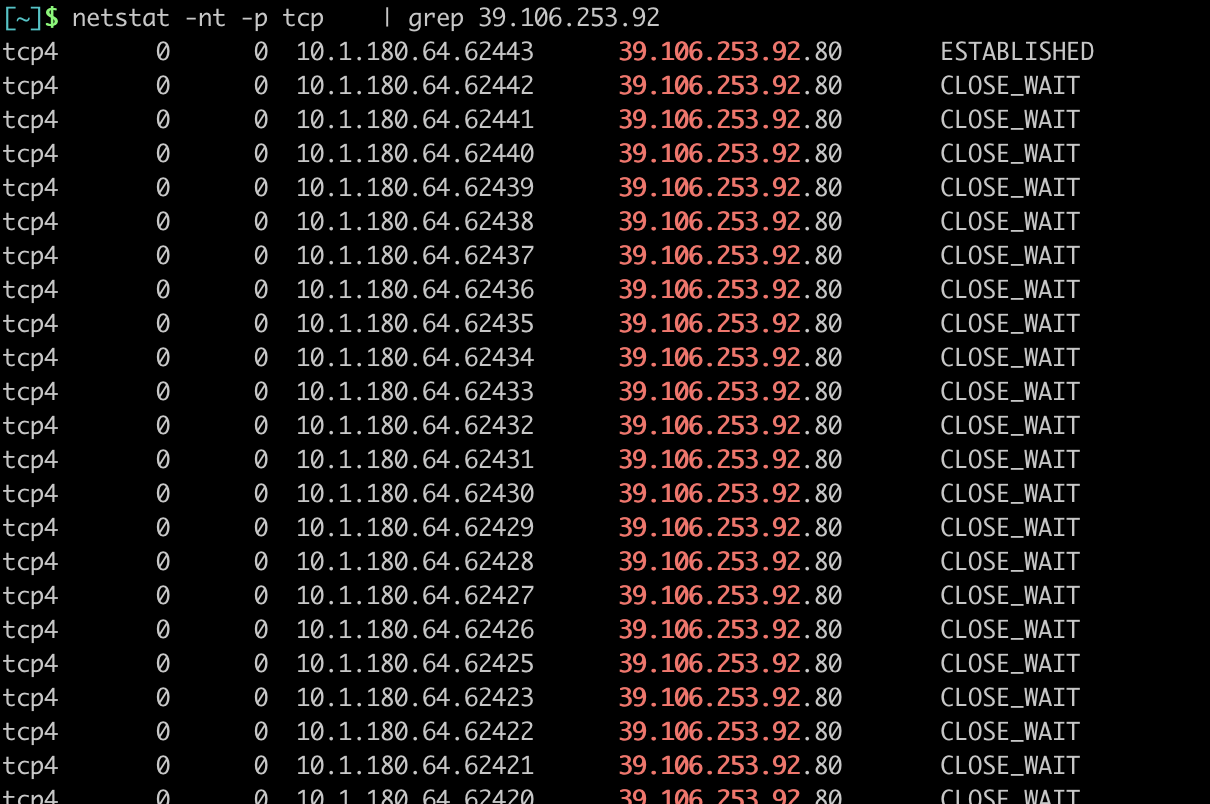 [~]$ netstat -nt -p tcp    | grep 39.106.253.92
tcp4       0      0  10.1.180.64.62443      39.106.253.92.80       ESTABLISHED
tcp4       0      0  10.1.180.64.62442      39.106.253.92.80       CLOSE_WAIT
tcp4       0      0  10.1.180.64.62441      39.106.253.92.80       CLOSE_WAIT
tcp4       0      0  10.1.180.64.62440      39.106.253.92.80       CLOSE_WAIT
tcp4       0      0  10.1.180.64.62439      39.106.253.92.80       CLOSE_WAIT
tcp4       0      0  10.1.180.64.62438      39.106.253.92.80       CLOSE_WAIT
tcp4       0      0  10.1.180.64.62437      39.106.253.92.80       CLOSE_WAIT
tcp4       0      0  10.1.180.64.62436      39.106.253.92.80       CLOSE_WAIT
tcp4       0      0  10.1.180.64.62435      39.106.253.92.80       CLOSE_WAIT
tcp4       0      0  10.1.180.64.62434      39.106.253.92.80       CLOSE_WAIT
tcp4       0      0  10.1.180.64.62433      39.106.253.92.80       CLOSE_WAIT
tcp4       0      0  10.1.180.64.62432      39.106.253.92.80       CLOSE_WAIT
tcp4       0      0  10.1.180.64.62431      39.106.253.92.80       CLOSE_WAIT
tcp4       0      0  10.1.180.64.62430      39.106.253.92.80       CLOSE_WAIT
tcp4       0      0  10.1.180.64.62429      39.106.253.92.80       CLOSE_WAIT
tcp4       0      0  10.1.180.64.62428      39.106.253.92.80       CLOSE_WAIT
tcp4       0      0  10.1.180.64.62427      39.106.253.92.80       CLOSE_WAIT
tcp4       0      0  10.1.180.64.62426      39.106.253.92.80       CLOSE_WAIT
tcp4       0      0  10.1.180.64.62425      39.106.253.92.80       CLOSE_WAIT
tcp4       0      0  10.1.180.64.62423      39.106.253.92.80       CLOSE_WAIT
tcp4       0      0  10.1.180.64.62422      39.106.253.92.80       CLOSE_WAIT
tcp4       0      0  10.1.180.64.62421      39.106.253.92.80       CLOSE_WAIT
tcp4       0      0  10.1.180.64.62420      39.106.253.92.80       CLOSE_WAIT